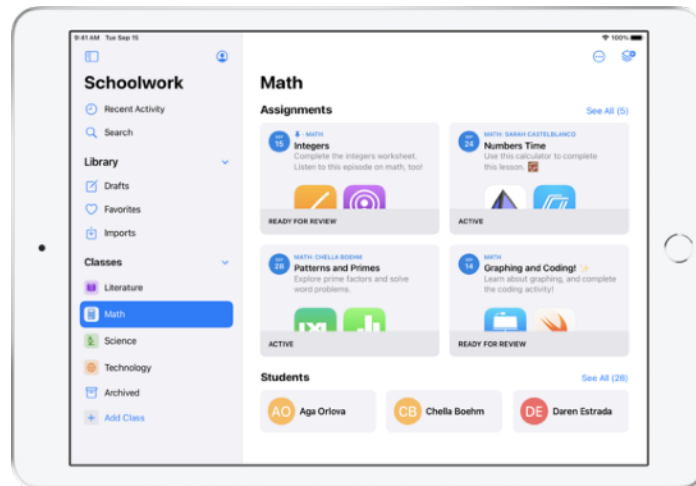 9:41 AM Tue Sep 15
100%
Schoolwork
Recent Activity
Search
Library
Drafts
Favorites
Imports
Classes
Literature
Math
Science
Technology
Archived
Add Class
Math
Assignments
See All (5)
SEP
15
MATH
Integers
Complete the integers worksheet.
Listen to this episode on math, too!
READY FOR REVIEW
SEP
24
MATH: SARAH CASTELBLANCO
Numbers Time
Use this calculator to complete
this lesson.
ACTIVE
SEP
28
MATH: CHELLA BOEHM
Patterns and Primes
Explore prime factors and solve
word problems.
IXL
ACTIVE
SEP
14
MATH
Graphing and Coding!
Learn about graphing, and complete
the coding activity!
READY FOR REVIEW
Students
See All (28)
AO
Aga Orlova
CB
Chella Boehm
DE
Daren Estrada